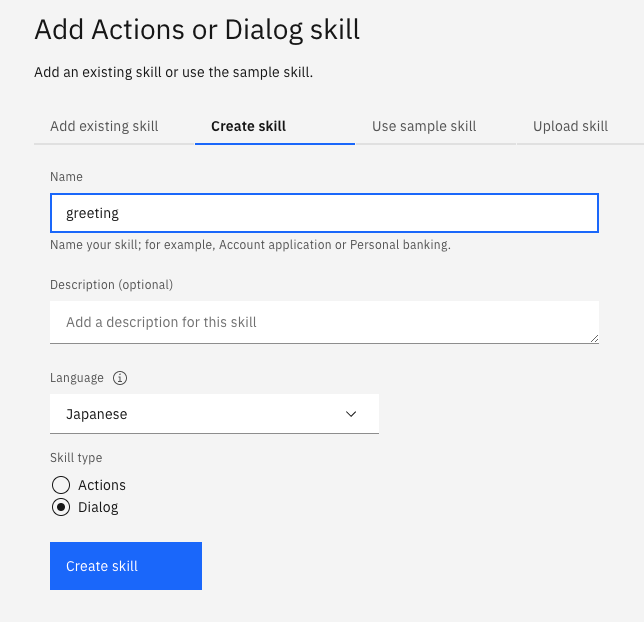 Add Actions or Dialog skill
Add an existing skill or use the sample skill.
Add existing skill Create skill Use sample skill Upload skill
Name
greeting
Name your skill; for example, Account application or Personal banking.
Description (optional)
Add a description for this skill
Language
Japanese
Skill type
Actions
Dialog
Create skill